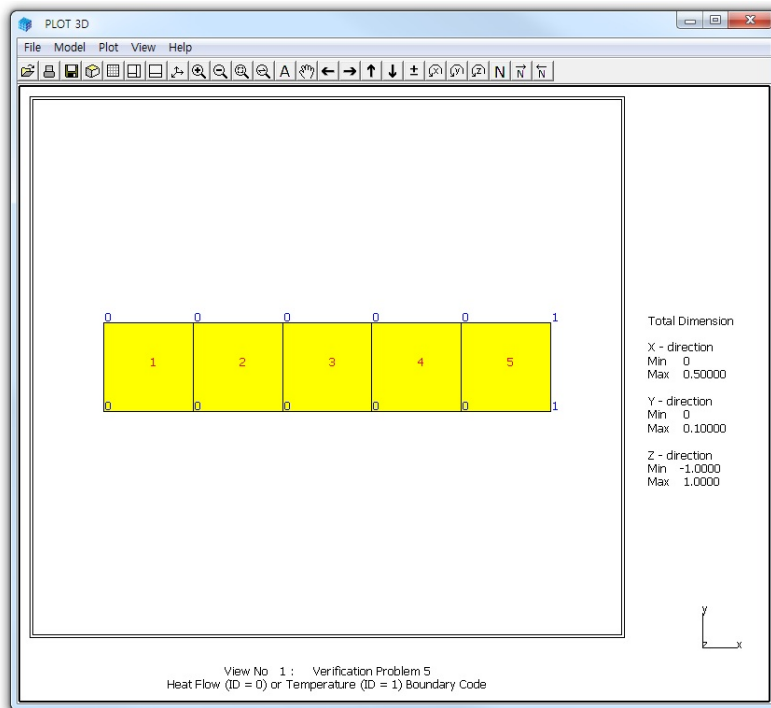 PLOT 3D
File Model Plot View Help
A N N N
0 0 0 0 0 1
1 2 3 4 5
0 0 0 0 0 1
Total Dimension
X - direction
Min 0
Max 0.50000
Y - direction
Min 0
Max 0.10000
Z - direction
Min -1.0000
Max 1.0000
y
z x
View No 1 : Verification Problem 5
Heat Flow (ID = 0) or Temperature (ID = 1) Boundary Code